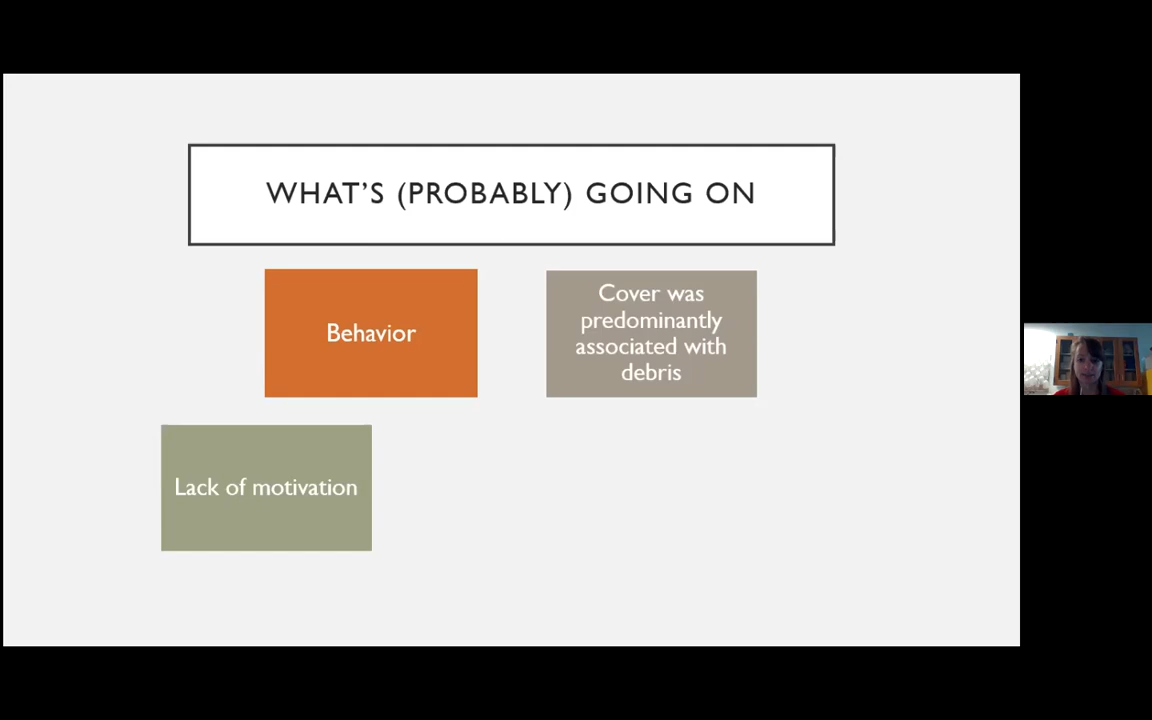 WHAT'S (PROBABLY) GOING ON
Behavior
Cover was
predominantly
associated with
debris
Lack of motivation